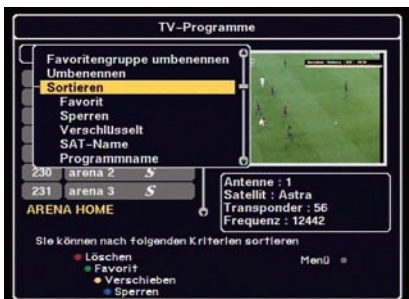 TV-Programme
Favoritengruppe umbenennen
Umbenennen
Sortieren
Favorit
Sperren
Verschlüsselt
SAT-Name
Programmname
230 arena 2 S
231 arena 3 S
ARENA HOME
Antenne : 1
Satellit : Astra
Transponder : 56
Frequenz : 12442
Sie können nach folgenden Kriterien sortieren
Löschen
Menü
Favorit
Verschieben
Sperren